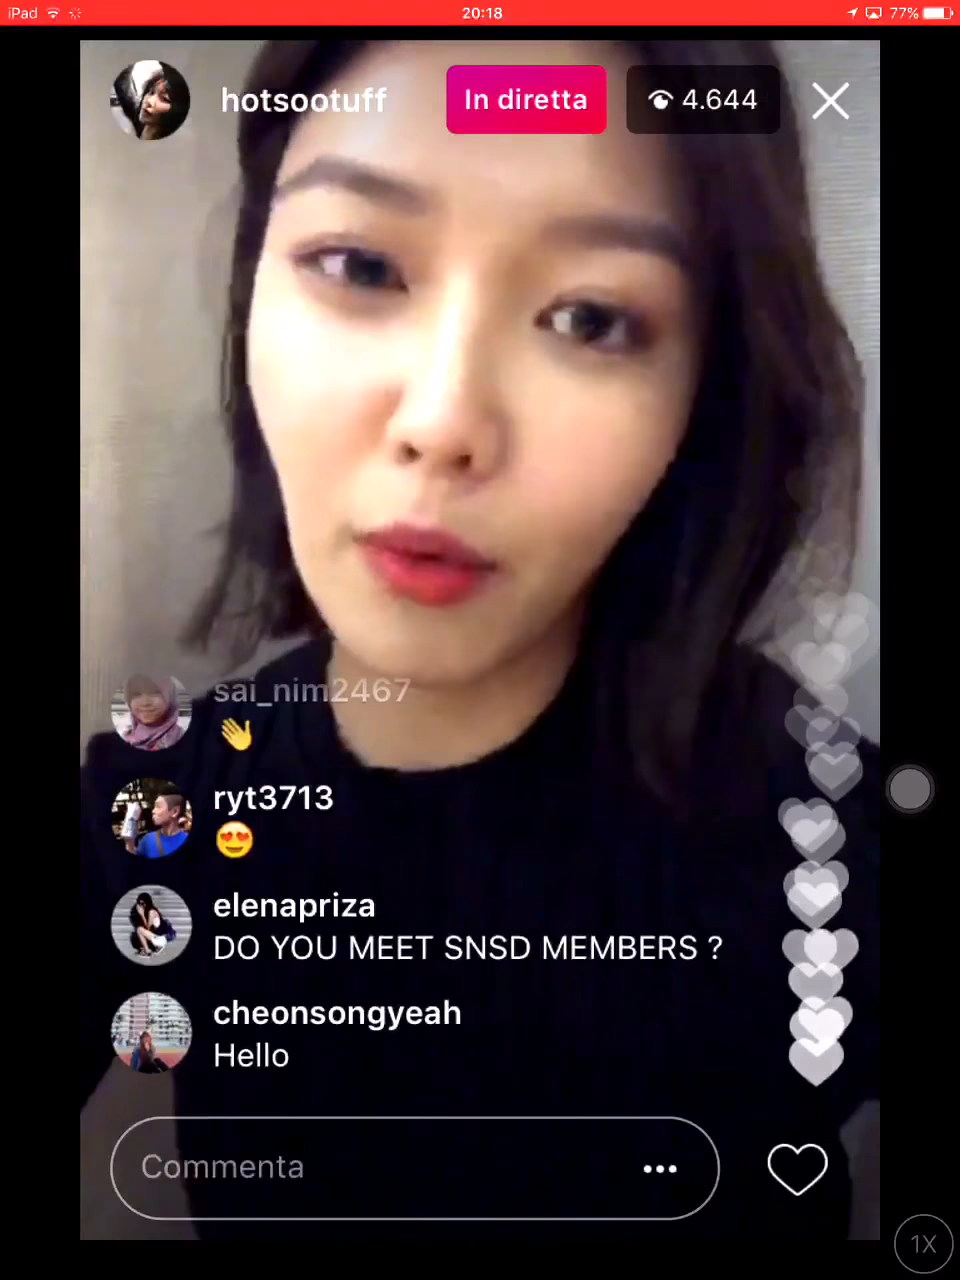 iPad
20:18
77%
hotsootuff
In diretta
4.644
sai_nim2467
ryt3713
elenapriza
DO YOU MEET SNSD MEMBERS ?
cheonsongyeah
Hello
Commenta
1X